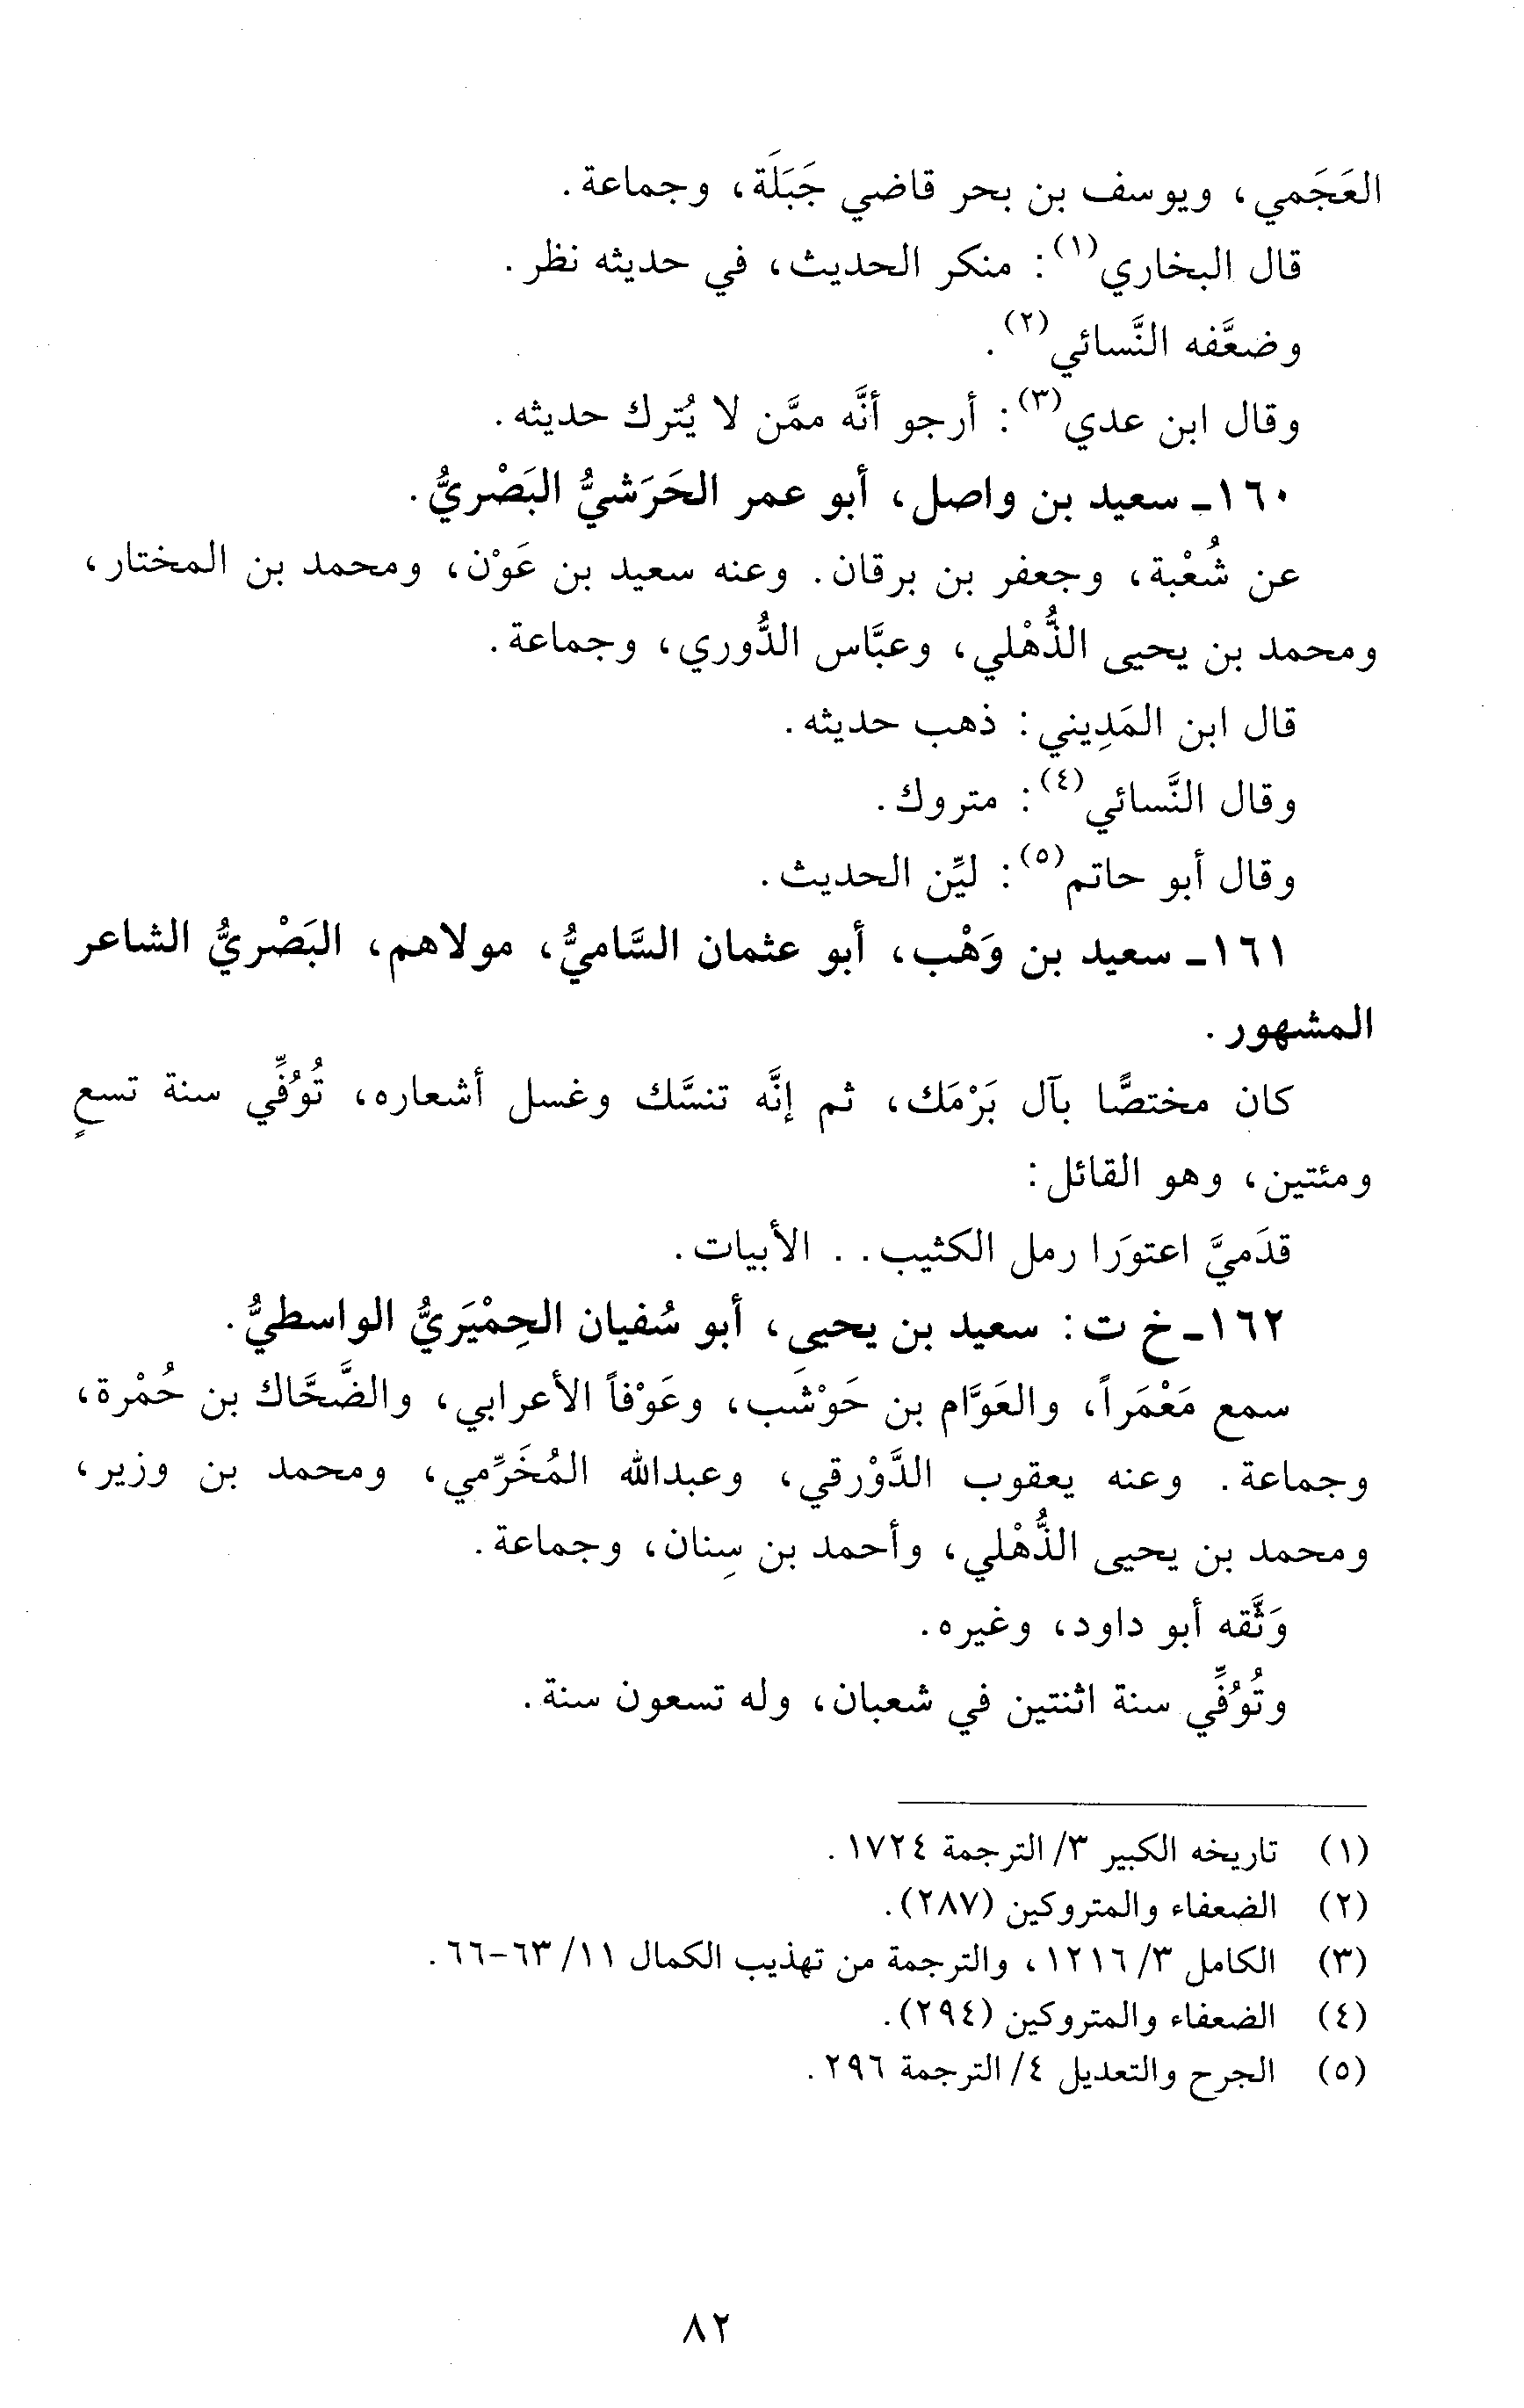 العَجَمي، ويوسف بن بحر قاضي جَبَلَة، وجماعة.
قال البخاري(١): منكر الحديث، في حديثه نظر.
وضعَّفه النَّسائي(٢).
وقال ابن عدي(٣): أرجو أنَّه ممَّن لا يُترك حديثه.
١٦٠ـ سعيد بن واصل، أبو عمر الحَرَشيُّ البَصْريُّ.
عن شُعْبة، وجعفر بن برقان. وعنه سعيد بن عَوْن، ومحمد بن المختار،
ومحمد بن يحيى الذُّهْلي، وعبَّاس الدُّوري، وجماعة.
قال ابن المَدِيني: ذهب حديثه.
وقال النَّسائي(٤): متروك.
وقال أبو حاتم(٥): ليِّن الحديث.
١٦١ـ سعيد بن وَهْب، أبو عثمان السَّاميُّ، مولاهم، البَصْريُّ الشاعر
المشهور.
كان مختصًّا بآل بَرْمَك، ثم إنَّه تنسَّك وغسل أشعاره، تُوُفِّي سنة تسعٍ
ومئتين، وهو القائل:
قدَميَّ اعتوَرا رمل الكثيب. . الأبيات.
١٦٢ـ خ ت: سعيد بن يحيى، أبو سُفيان الحِمْيَريُّ الواسطيُّ.
سمع مَعْمَراً، والعَوَّام بن حَوْشَب، وعَوْفاً الأعرابي، والضَّحَّاك بن حُمْرة،
وجماعة. وعنه يعقوب الدَّوْرقي، وعبدالله المُخَرِّمي، ومحمد بن وزير،
ومحمد بن يحيى الذُّهْلي، وأحمد بن سِنان، وجماعة.
وَثَّقه أبو داود، وغيره.
وتُوُفِّي سنة اثنتين في شعبان، وله تسعون سنة.
(١) تاريخه الكبير ٣/ الترجمة ١٧٢٤.
(٢) الضعفاء والمتروكين (٢٨٧).
(٣) الكامل ٣/ ١٢١٦، والترجمة من تهذيب الكمال ١١/ ٦٣-٦٦.
(٤) الضعفاء والمتروكين (٢٩٤).
(٥) الجرح والتعديل ٤/ الترجمة ٢٩٦.
٨٢